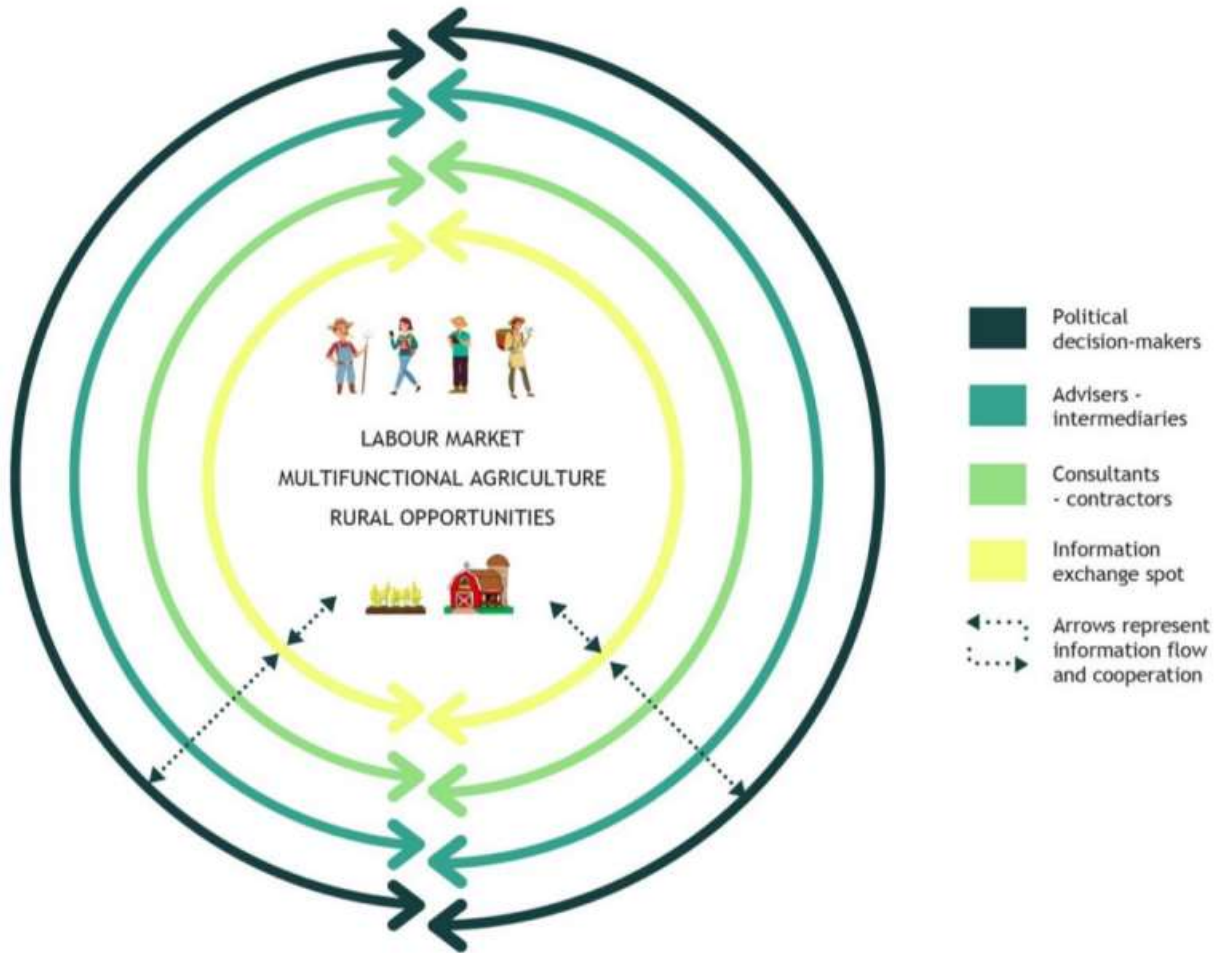 LABOUR MARKET
MULTIFUNCTIONAL AGRICULTURE
RURAL OPPORTUNITIES
Political
decision-makers
Advisers -
intermediaries
Consultants
- contractors
Information
exchange spot
Arrows represent
information flow
and cooperation